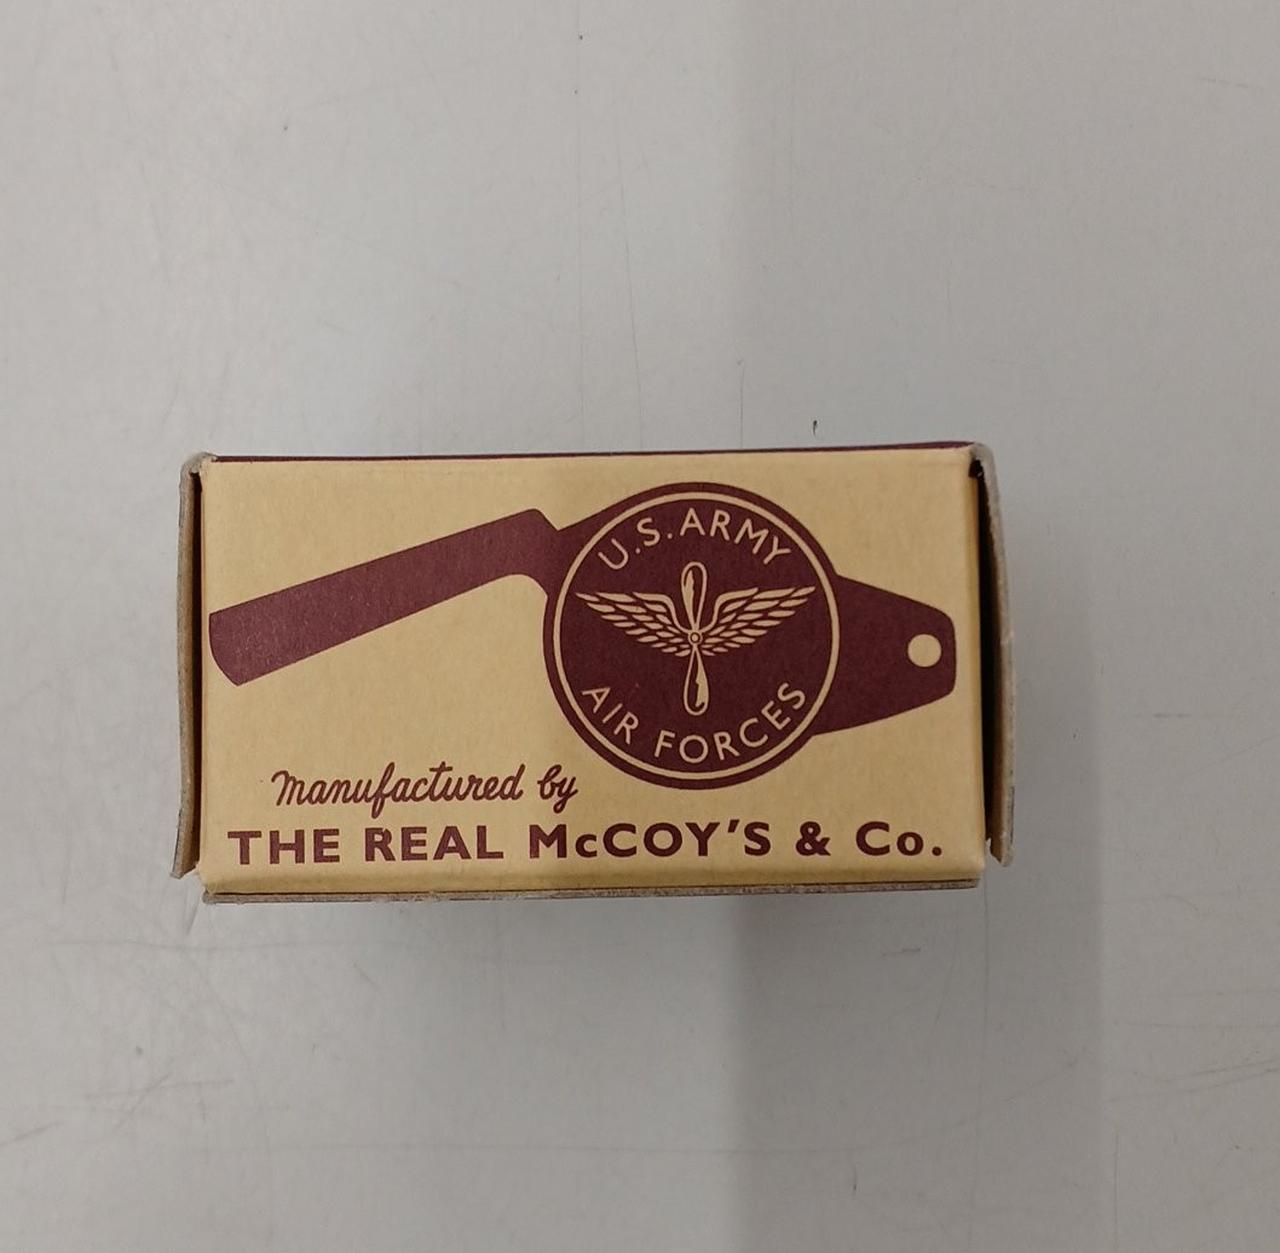 U.S. ARMY
AIR FORCES
manufactured by
THE REAL McCOY'S & Co.